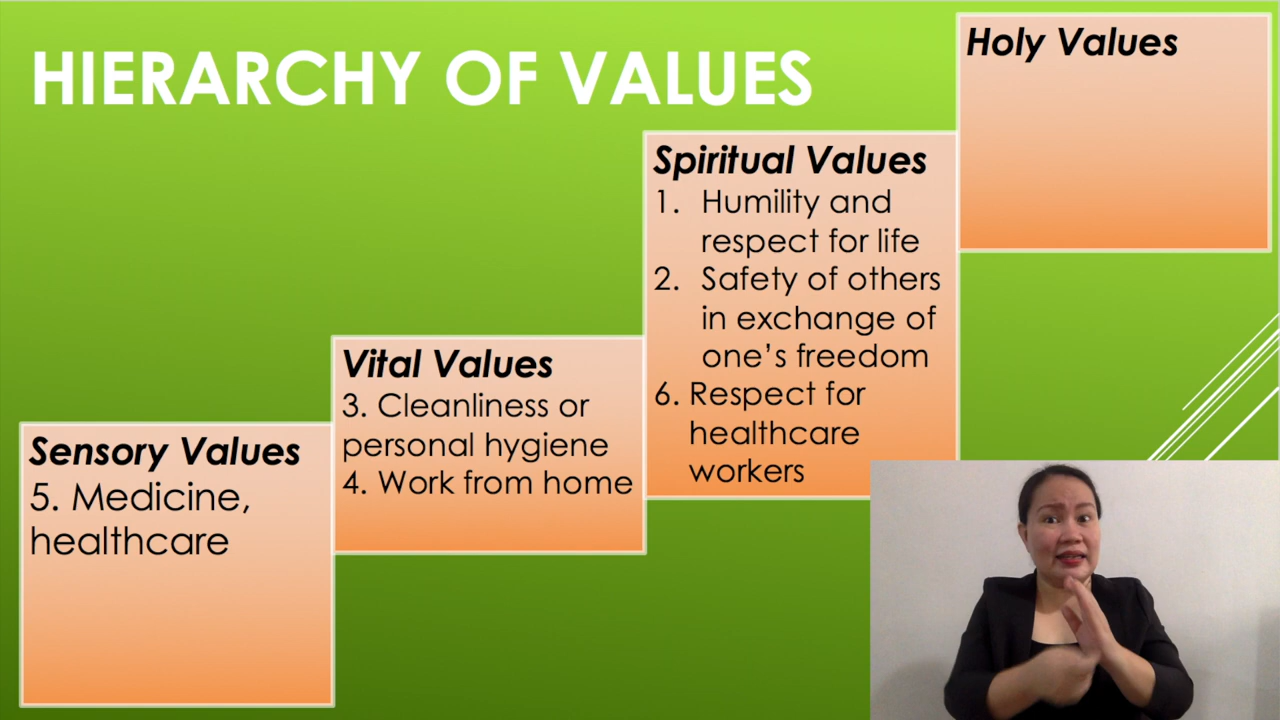 HIERARCHY OF VALUES
Holy Values
Spiritual Values
1. Humility and
respect for life
2. Safety of others
in exchange of
one’s freedom
6. Respect for
healthcare
workers
Vital Values
3. Cleanliness or
personal hygiene
4. Work from home
Sensory Values
5. Medicine,
healthcare